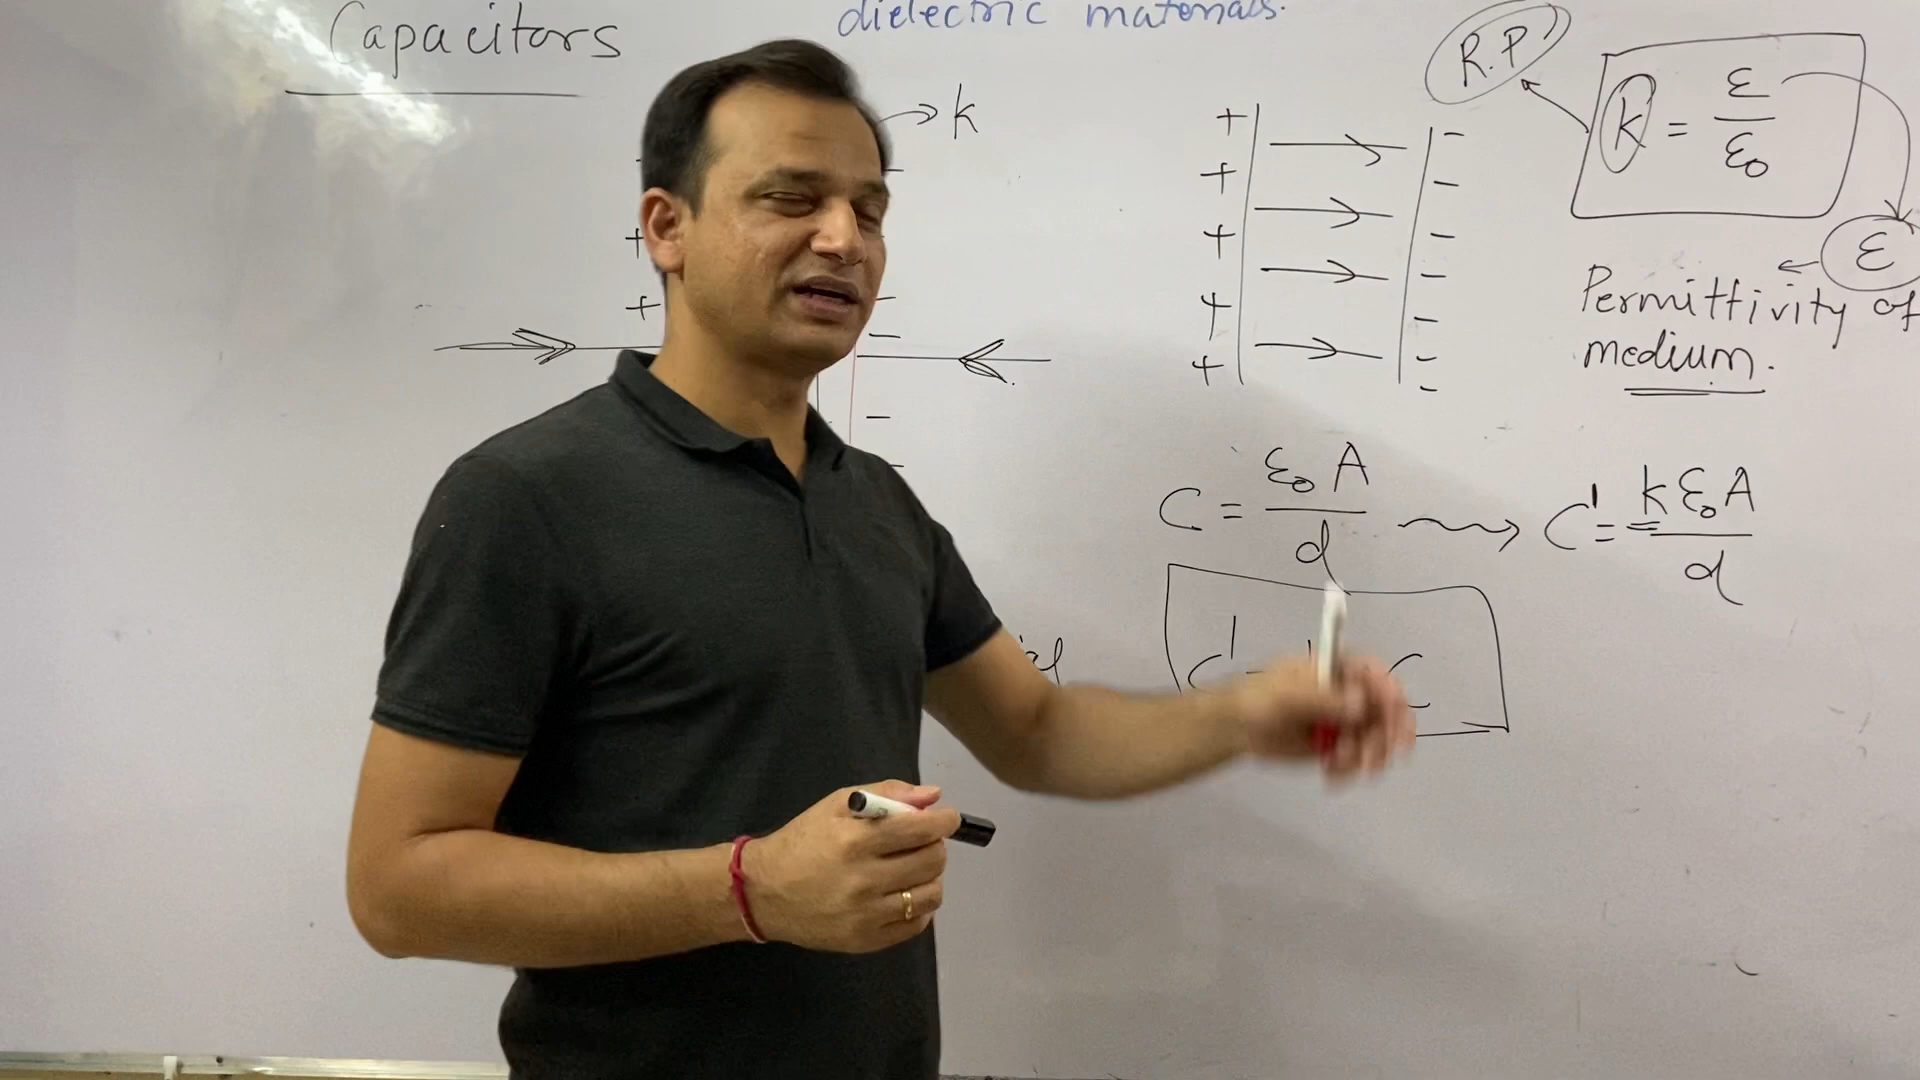 Capacitors
dielectric materials.
k
R.P
k = ε/ε₀
ε
Permittivity of
medium.
C = ε₀A/d
C' = kε₀A/d
C' = C